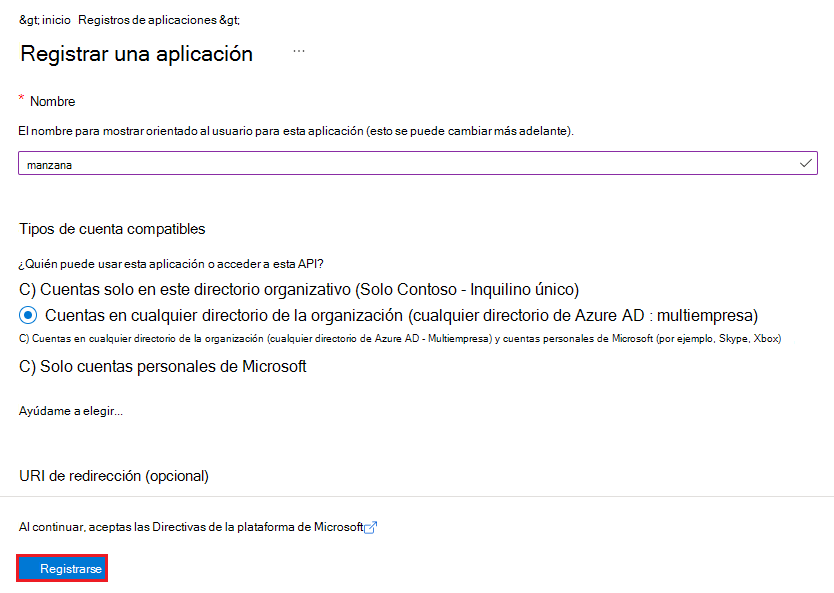 &gt; inicio Registros de aplicaciones &gt;
Registrar una aplicación ...
* Nombre
El nombre para mostrar orientado al usuario para esta aplicación (esto se puede cambiar más adelante).
manzana
Tipos de cuenta compatibles
¿Quién puede usar esta aplicación o acceder a esta API?
C) Cuentas solo en este directorio organizativo (Solo Contoso - Inquilino único)
Cuentas en cualquier directorio de la organización (cualquier directorio de Azure AD : multiempresa)
C) Cuentas en cualquier directorio de la organización (cualquier directorio de Azure AD - Multiempresa) y cuentas personales de Microsoft (por ejemplo, Skype, Xbox)
C) Solo cuentas personales de Microsoft
Ayúdame a elegir...
URI de redirección (opcional)
Al continuar, aceptas las Directivas de la plataforma de Microsoft
Registrarse